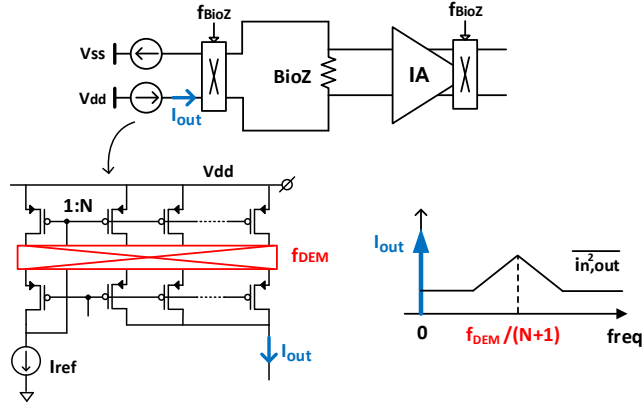 fBioZ
fBioZ
Vss
BioZ
IA
Vdd
Iout
Vdd
1:N
fDEM
Iout
in²,out
Iref
Iout
0
fDEM/(N+1)
freq